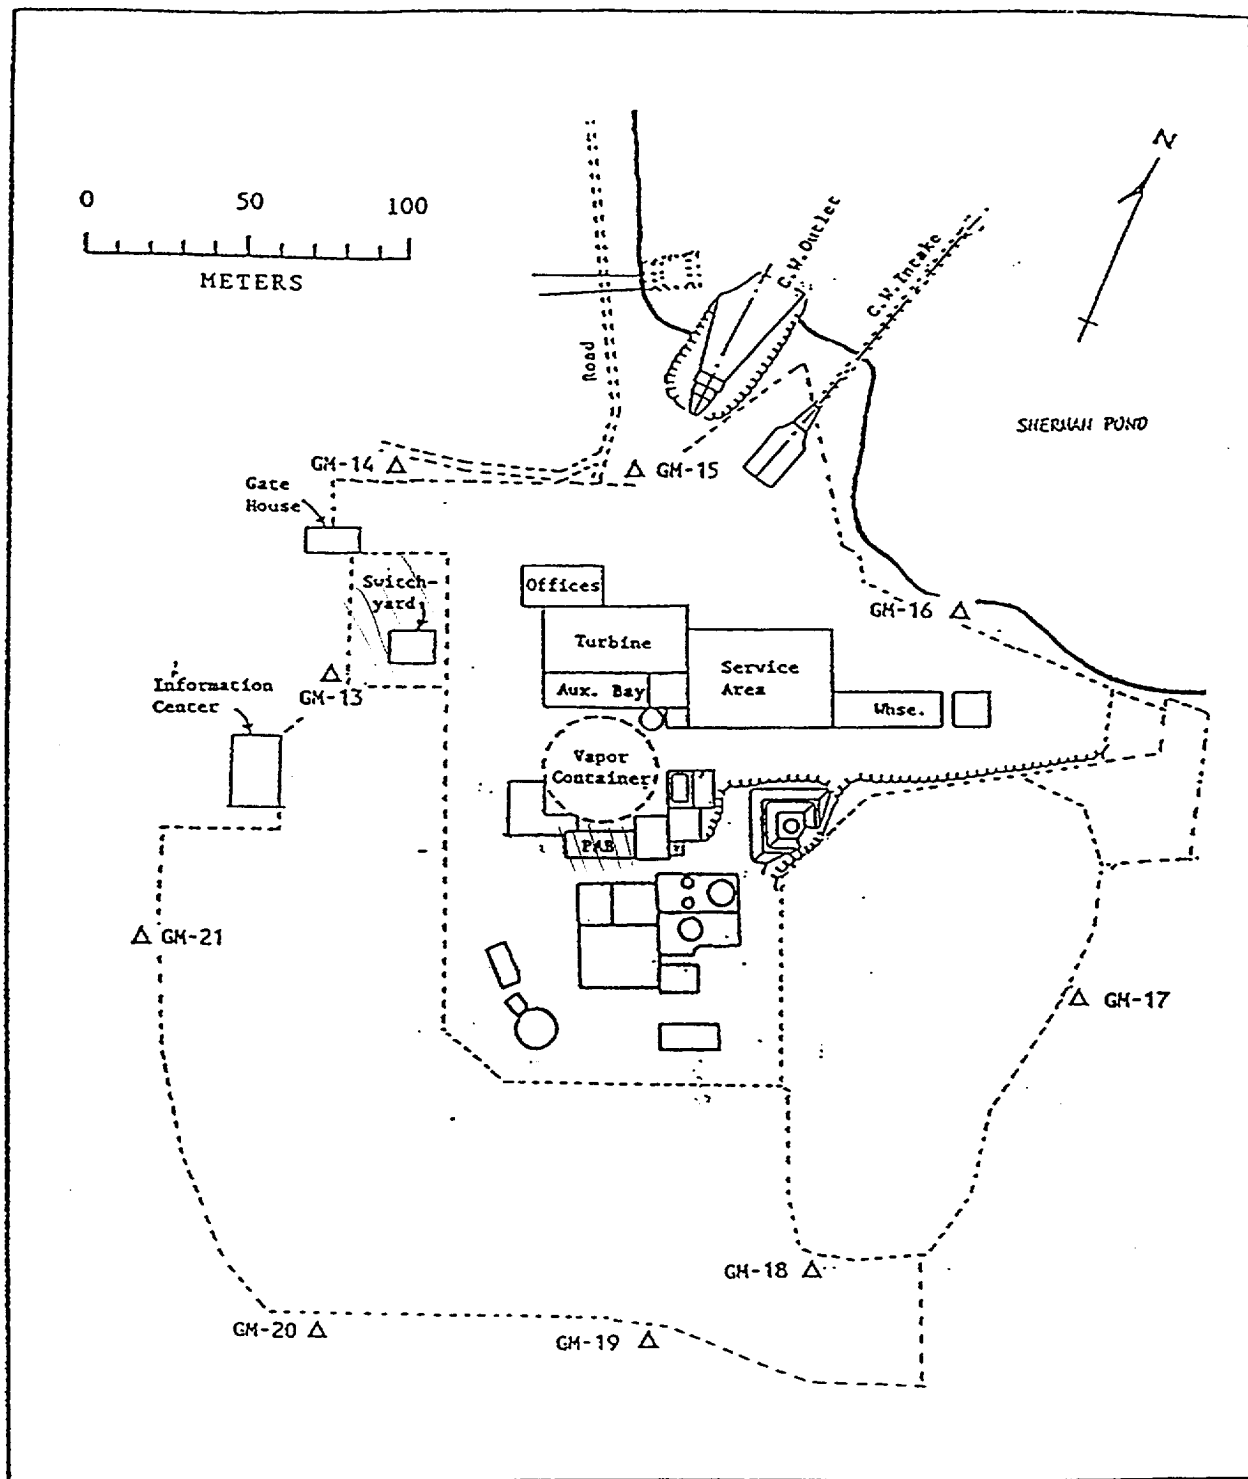 0 50 100
METERS
N
C.W. Outlet
C.W. Intake
Road
SHERMAN POND
GM-14
GM-15
Gate
House
Switch-
yard
Offices
GM-16
Turbine
Service
Area
Aux. Bay
Whse.
GM-13
Information
Center
Vapor
Container
PAB
GM-21
GM-17
GM-18
GM-20
GM-19